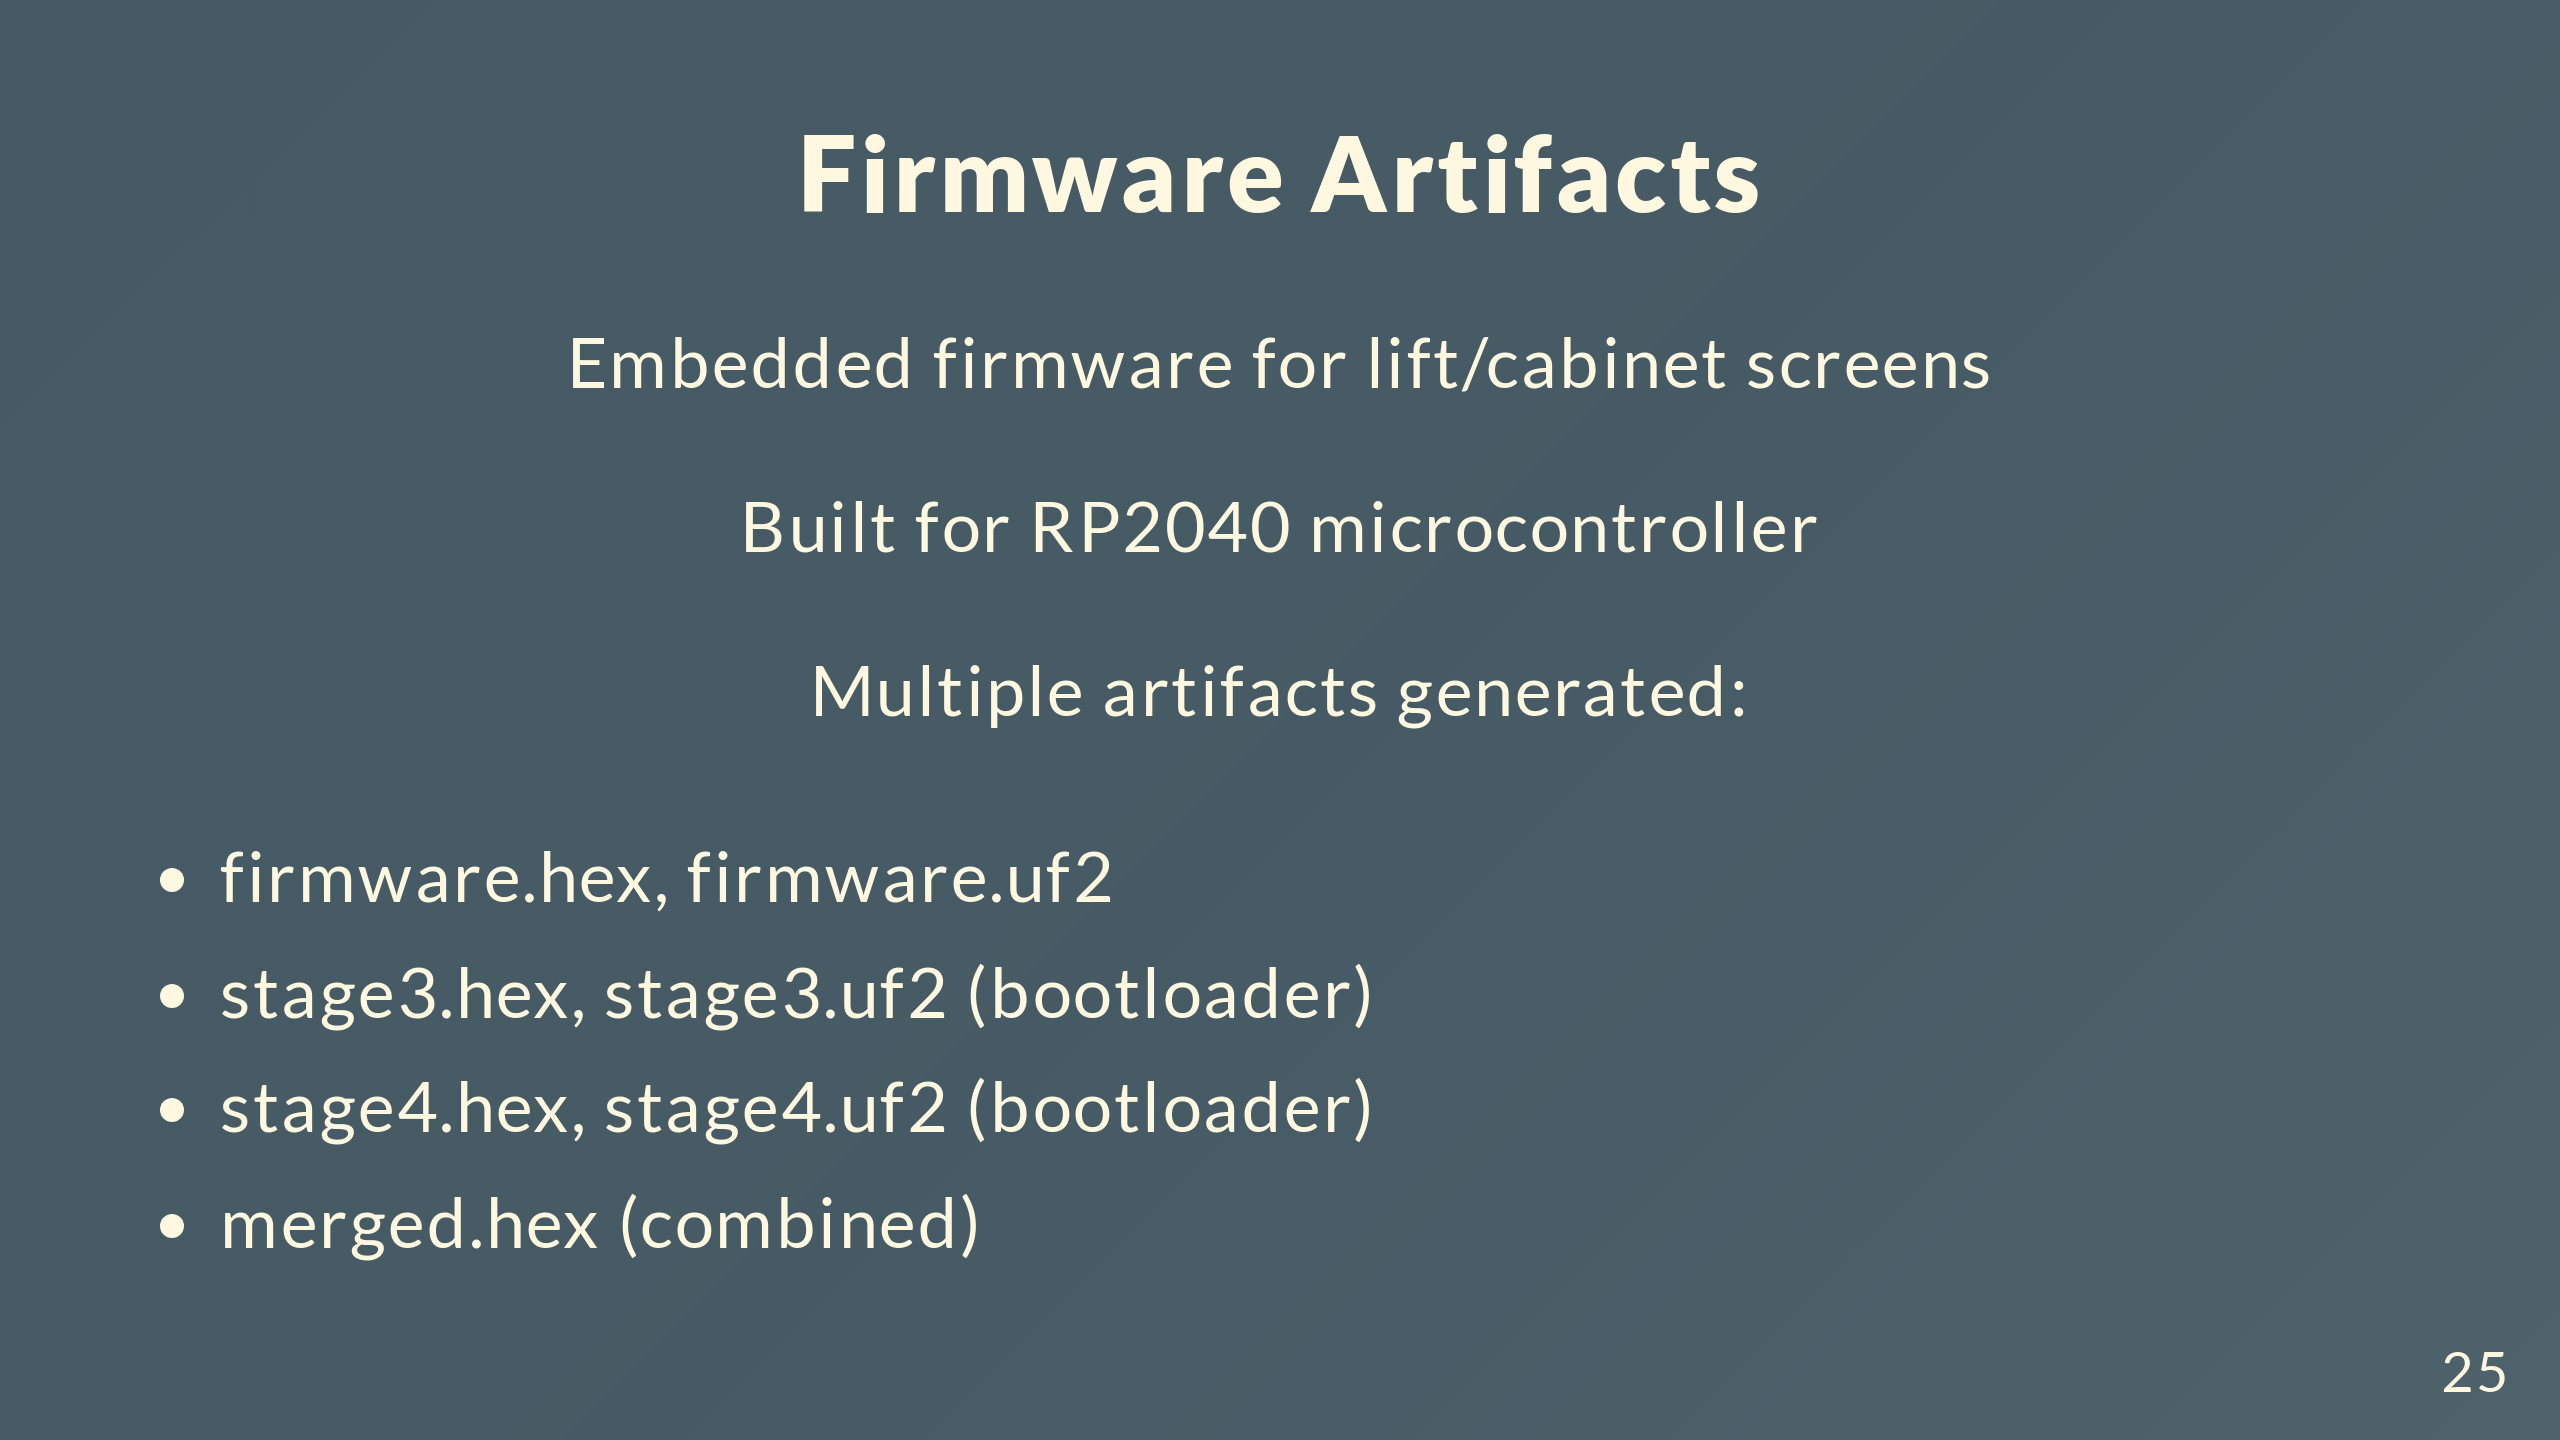 Firmware Artifacts
Embedded firmware for lift/cabinet screens
Built for RP2040 microcontroller
Multiple artifacts generated:
• firmware.hex, firmware.uf2
• stage3.hex, stage3.uf2 (bootloader)
• stage4.hex, stage4.uf2 (bootloader)
• merged.hex (combined)
25